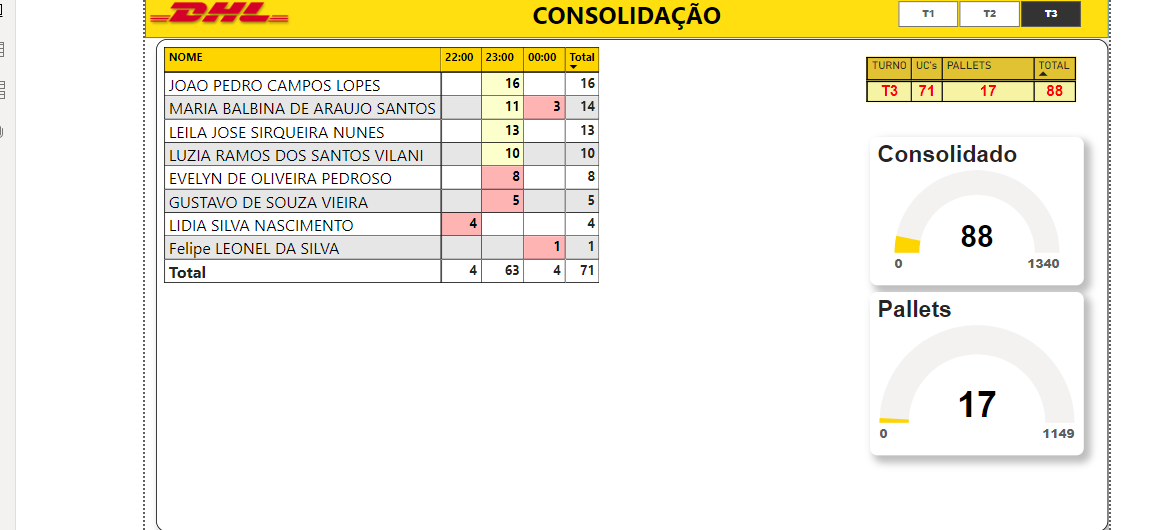 DHL CONSOLIDAÇÃO T1 T2 T3
NOME 22:00 23:00 00:00 Total
JOAO PEDRO CAMPOS LOPES 16 16
MARIA BALBINA DE ARAUJO SANTOS 11 3 14
LEILA JOSE SIRQUEIRA NUNES 13 13
LUZIA RAMOS DOS SANTOS VILANI 10 10
EVELYN DE OLIVEIRA PEDROSO 8 8
GUSTAVO DE SOUZA VIEIRA 5 5
LIDIA SILVA NASCIMENTO 4 4
Felipe LEONEL DA SILVA 1 1
Total 4 63 4 71
TURNO UC's PALLETS TOTAL
T3 71 17 88
Consolidado
88
0 1340
Pallets
17
0 1149